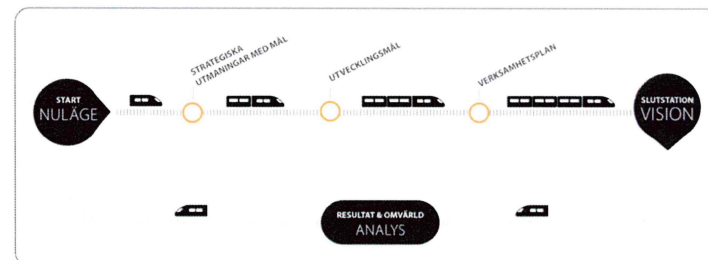 STRATEGISKA
UTMANINGAR MED MÅL
UTVECKLINGSMÅL
VERKSAMHETSPLAN
START
NULÄGE
SLUTSTATION
VISION
RESULTAT & OMVÄRLD
ANALYS